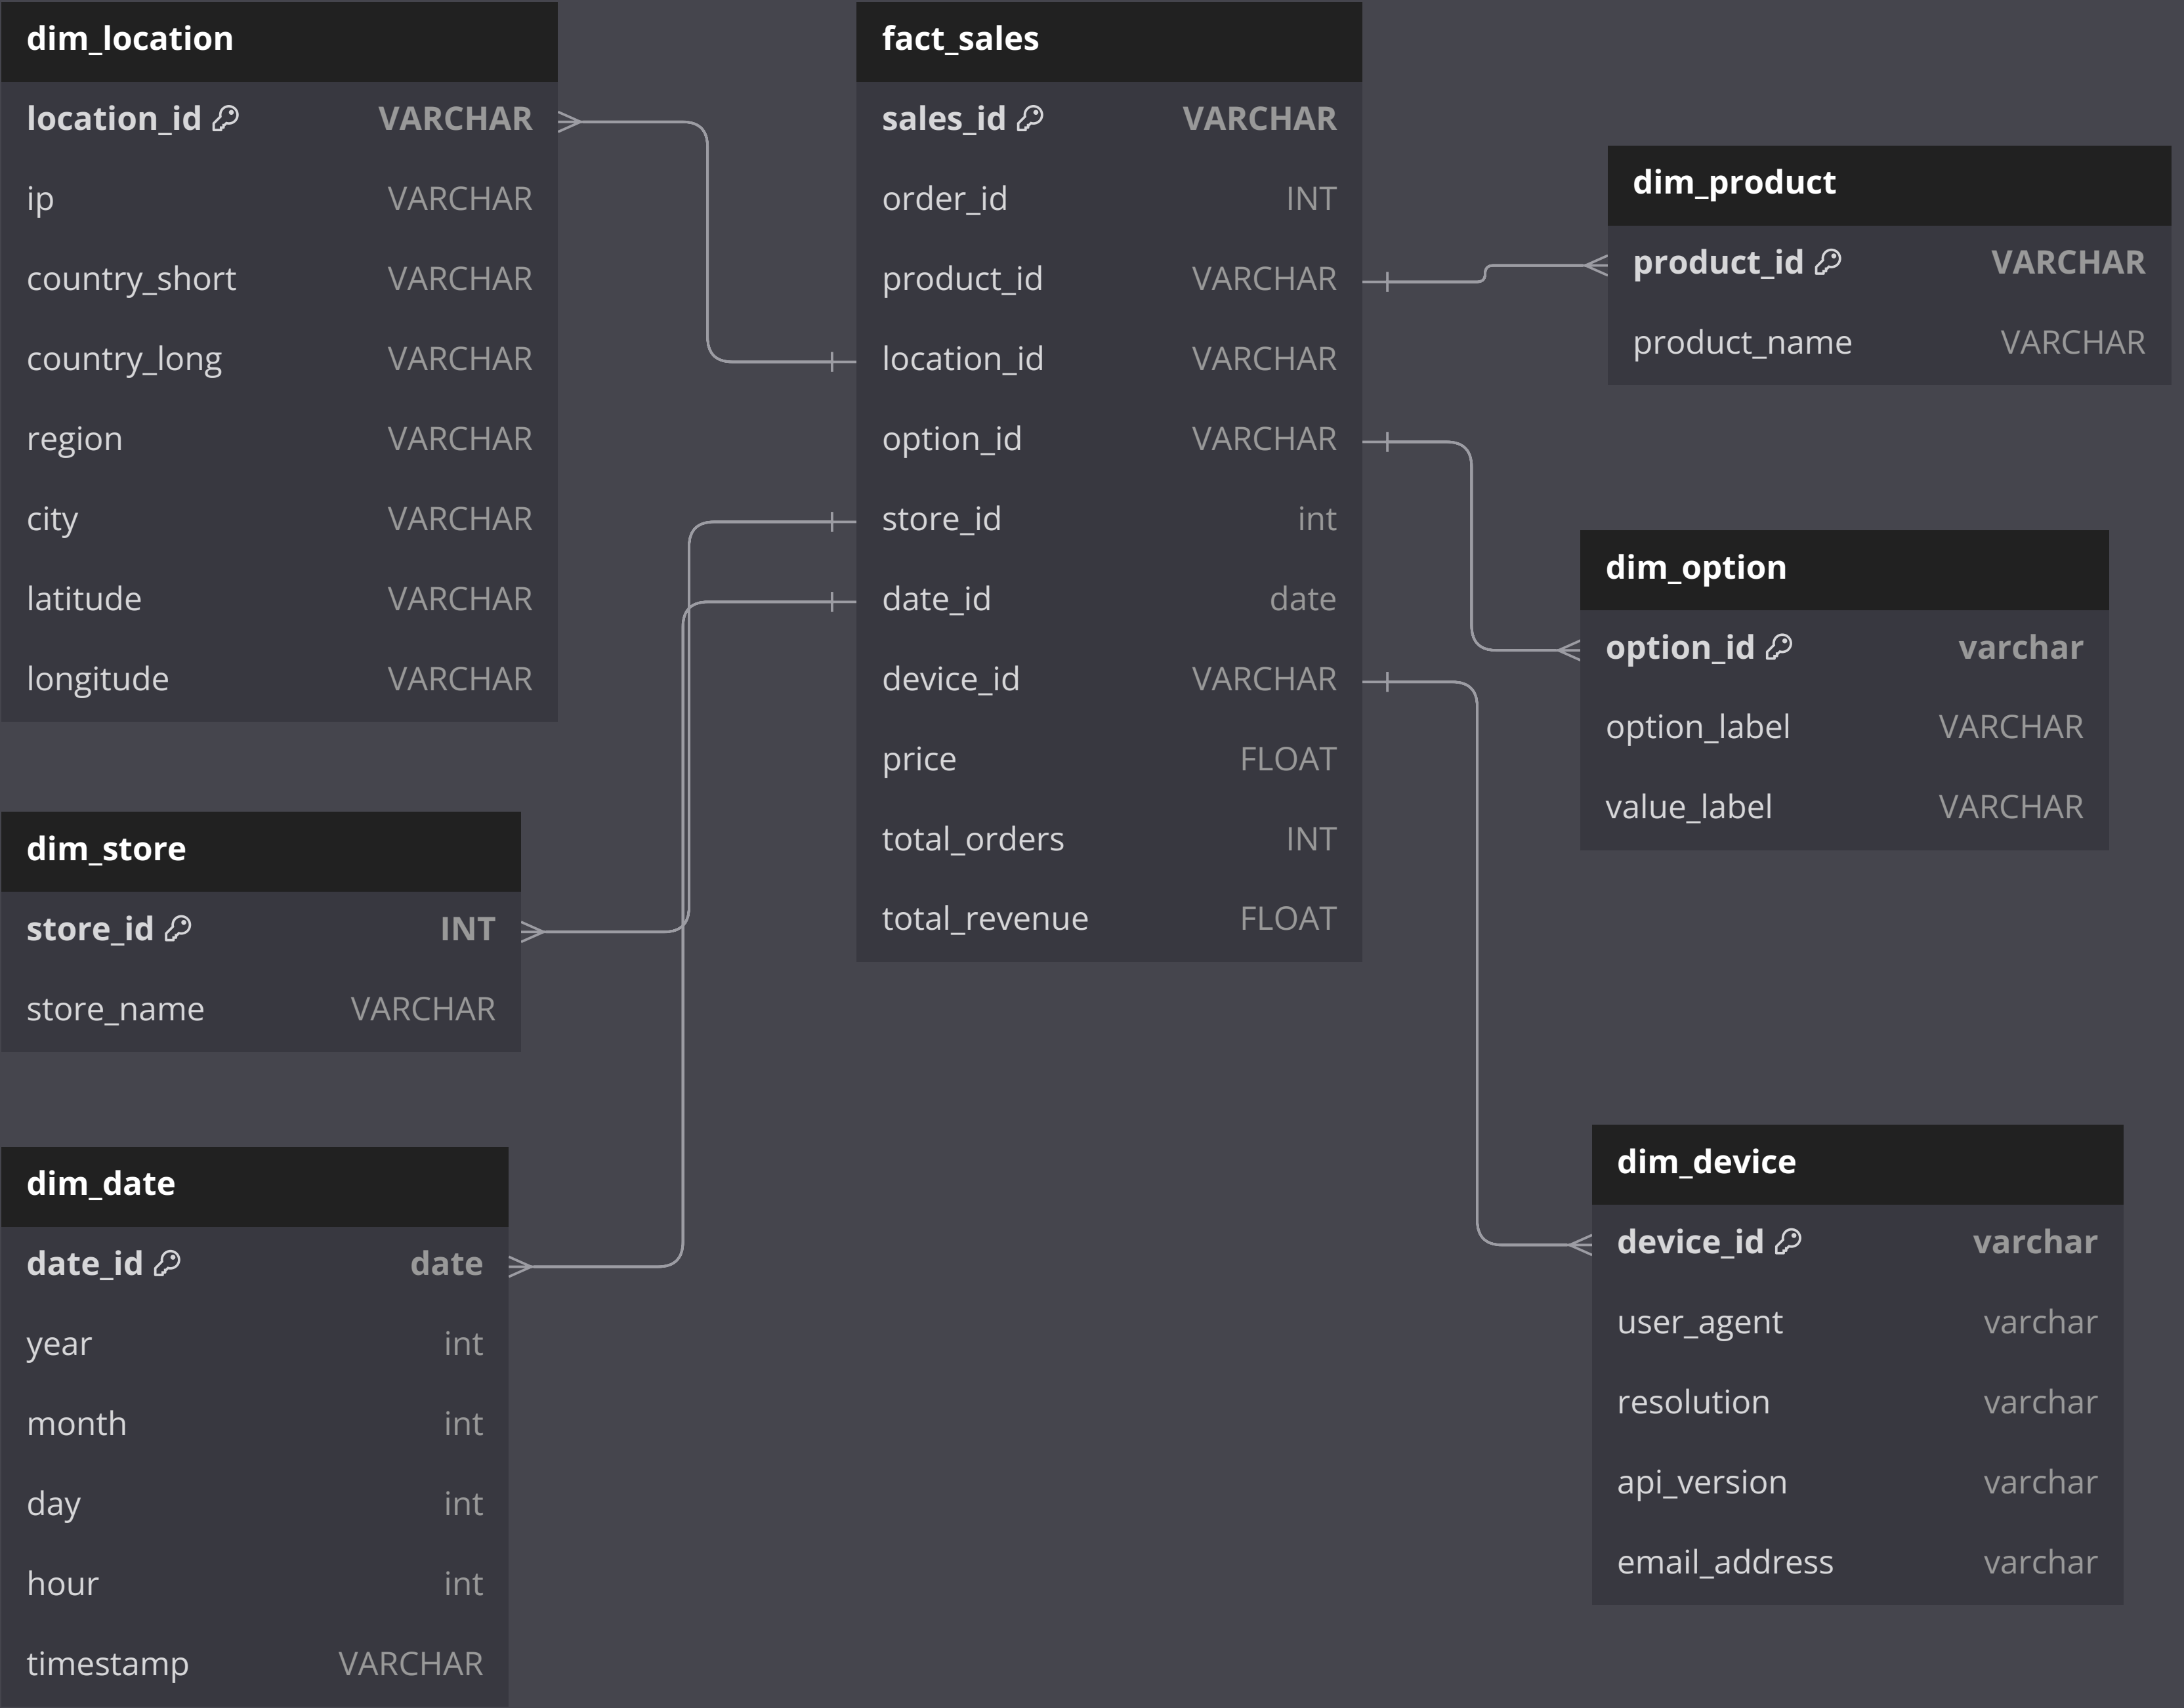 dim_location
location_id VARCHAR
ip VARCHAR
country_short VARCHAR
country_long VARCHAR
region VARCHAR
city VARCHAR
latitude VARCHAR
longitude VARCHAR
dim_store
store_id INT
store_name VARCHAR
dim_date
date_id date
year int
month int
day int
hour int
timestamp VARCHAR
fact_sales
sales_id VARCHAR
order_id INT
product_id VARCHAR
location_id VARCHAR
option_id VARCHAR
store_id int
date_id date
device_id VARCHAR
price FLOAT
total_orders INT
total_revenue FLOAT
dim_product
product_id VARCHAR
product_name VARCHAR
dim_option
option_id varchar
option_label VARCHAR
value_label VARCHAR
dim_device
device_id varchar
user_agent varchar
resolution varchar
api_version varchar
email_address varchar